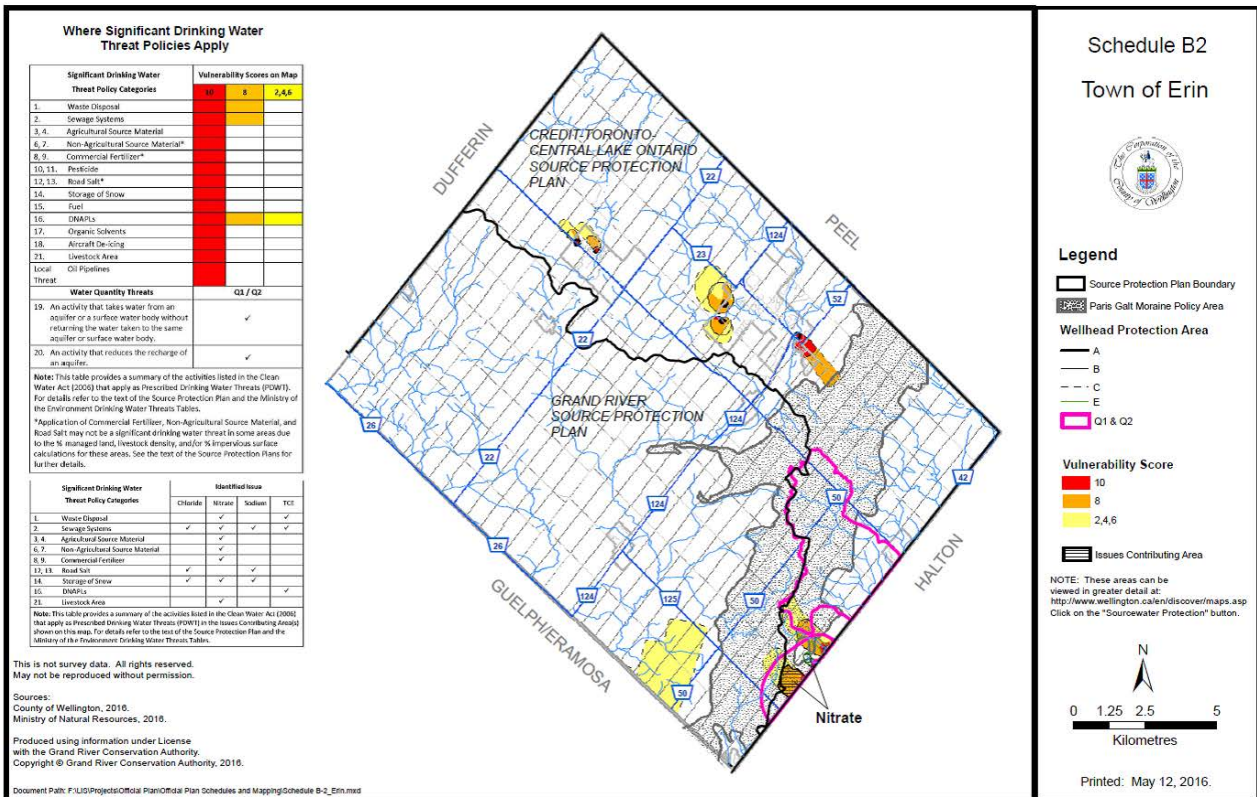 Where Significant Drinking Water
Threat Policies Apply
Significant Drinking Water
Threat Policy Categories
Vulnerability Scores on Map
10 8 2,4,6
1. Waste Disposal
2. Sewage Systems
3, 4. Agricultural Source Material
6, 7. Non-Agricultural Source Material*
8, 9. Commercial Fertilizer*
10, 11. Pesticide
12, 13. Road Salt*
14. Storage of Snow
15. Fuel
16. DNAPLs
17. Organic Solvents
18. Aircraft De-icing
21. Livestock Area
Local Threat Oil Pipelines
Water Quantity Threats Q1 / Q2
19. An activity that takes water from an
aquifer or a surface water body without
returning the water taken to the same
aquifer or surface water body. ✓
20. An activity that reduces the recharge of
an aquifer. ✓
Note: This table provides a summary of the activities listed in the Clean
Water Act (2006) that apply as Prescribed Drinking Water Threats (PDWT).
For details refer to the text of the Source Protection Plan and the Ministry of
the Environment Drinking Water Threats Tables.
*Application of Commercial Fertilizer, Non-Agricultural Source Material, and
Road Salt may not be a significant drinking water threat in some areas due
to the % managed land, livestock density, and/or % impervious surface
calculations for these areas. See the text of the Source Protection Plans for
further details.
Significant Drinking Water
Threat Policy Categories
Identified Issue
Chloride Nitrate Sodium TCE
1. Waste Disposal ✓ ✓
2. Sewage Systems ✓ ✓ ✓ ✓
3, 4. Agricultural Source Material ✓
6, 7. Non-Agricultural Source Material ✓
8, 9. Commercial Fertilizer ✓
12, 13. Road Salt ✓ ✓
14. Storage of Snow ✓ ✓ ✓
16. DNAPLs ✓
21. Livestock Area ✓
Note: This table provides a summary of the activities listed in the Clean Water Act (2006)
that apply as Prescribed Drinking Water Threats (PDWT) in the Issues Contributing Area(s)
shown on this map. For details refer to the text of the Source Protection Plan and the
Ministry of the Environment Drinking Water Threats Tables.
This is not survey data. All rights reserved.
May not be reproduced without permission.
Sources:
County of Wellington, 2016.
Ministry of Natural Resources, 2016.
Produced using information under License
with the Grand River Conservation Authority.
Copyright © Grand River Conservation Authority, 2016.
Document Path: F:\LIS\Projects\Official Plan\Official Plan Schedules and Mapping\Schedule B-2_Erin.mxd
DUFFERIN
CREDIT-TORONTO-
CENTRAL LAKE ONTARIO
SOURCE PROTECTION
PLAN
22
PEEL
124
23
52
22
GRAND RIVER
SOURCE PROTECTION
PLAN
124
26
22
42
50
124
26
HALTON
GUELPH/ERAMOSA
124
125
50
50
Nitrate
Schedule B2
Town of Erin
The Corporation of the
County of Wellington
Legend
Source Protection Plan Boundary
Paris Galt Moraine Policy Area
Wellhead Protection Area
A
B
C
E
Q1 & Q2
Vulnerability Score
10
8
2,4,6
Issues Contributing Area
NOTE: These areas can be
viewed in greater detail at:
http://www.wellington.ca/en/discover/maps.asp
Click on the "Sourcewater Protection" button.
N
0 1.25 2.5 5
Kilometres
Printed: May 12, 2016.